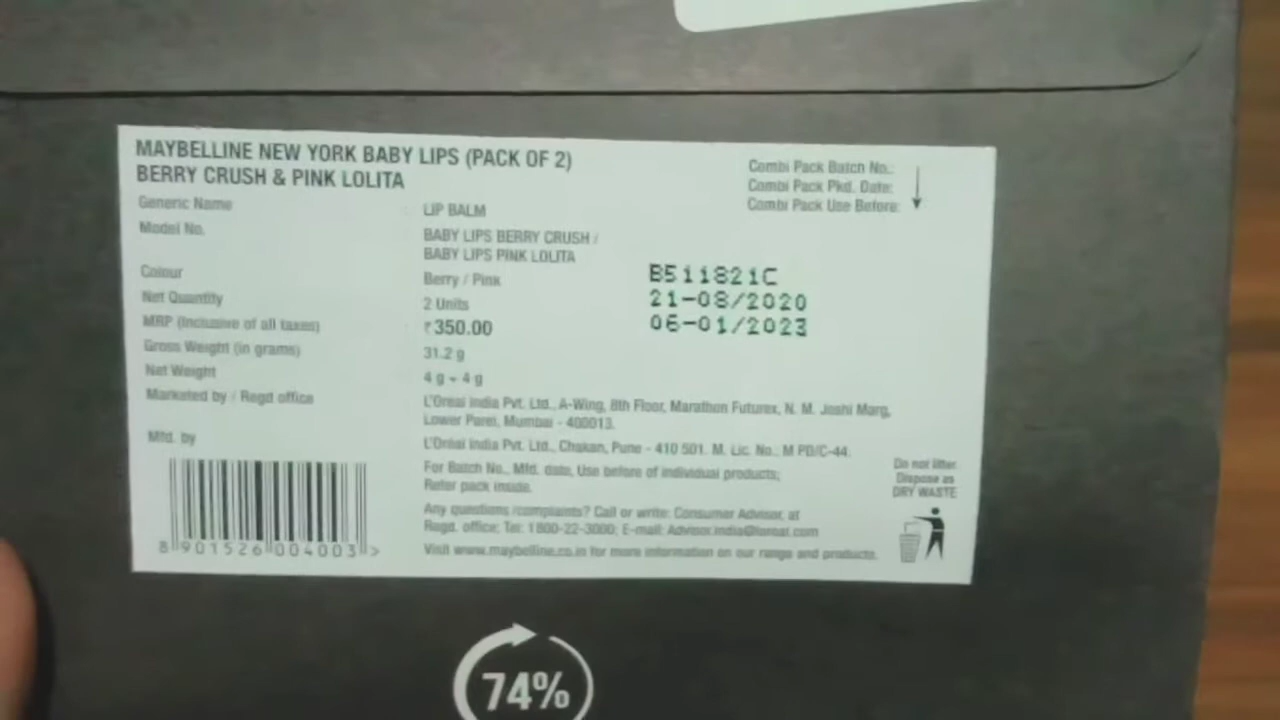 MAYBELLINE NEW YORK BABY LIPS (PACK OF 2)
BERRY CRUSH & PINK LOLITA
Combi Pack Batch No.:
Combi Pack Pkd. Date:
Combi Pack Use Before:
Generic Name : LIP BALM
Model No. BABY LIPS BERRY CRUSH /
BABY LIPS PINK LOLITA
Colour Berry / Pink
Net Quantity 2 Units
MRP (Inclusive of all taxes) : ₹350.00
Gross Weight (in grams) 31.2 g
Net Weight 4 g + 4 g
B511821C
21-08/2020
06-01/2023
Marketed by / Regd office L'Oreal India Pvt. Ltd., A-Wing, 8th Floor, Marathon Futurex, N. M. Joshi Marg,
Lower Parel, Mumbai - 400013.
Mfd. by L'Oreal India Pvt. Ltd., Chakan, Pune - 410 501. M. Lic. No.: M PD/C-44.
For Batch No., Mfd. date, Use before of individual products;
Refer pack inside.
Any questions/complaints? Call or write: Consumer Advisor, at
Regd. office; Tel: 1800-22-3000; E-mail: Advisor.india@loreal.com
Visit www.maybelline.co.in for more information on our range and products.
8 901526 004003 >
Do not litter
Dispose as
DRY WASTE
74%